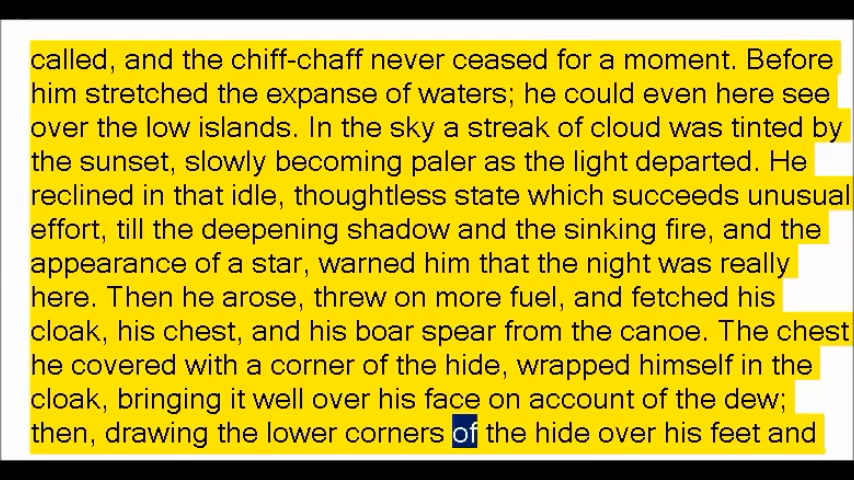 called, and the chiff-chaff never ceased for a moment. Before
him stretched the expanse of waters; he could even here see
over the low islands. In the sky a streak of cloud was tinted by
the sunset, slowly becoming paler as the light departed. He
reclined in that idle, thoughtless state which succeeds unusual
effort, till the deepening shadow and the sinking fire, and the
appearance of a star, warned him that the night was really
here. Then he arose, threw on more fuel, and fetched his
cloak, his chest, and his boar spear from the canoe. The chest
he covered with a corner of the hide, wrapped himself in the
cloak, bringing it well over his face on account of the dew;
then, drawing the lower corners of the hide over his feet and